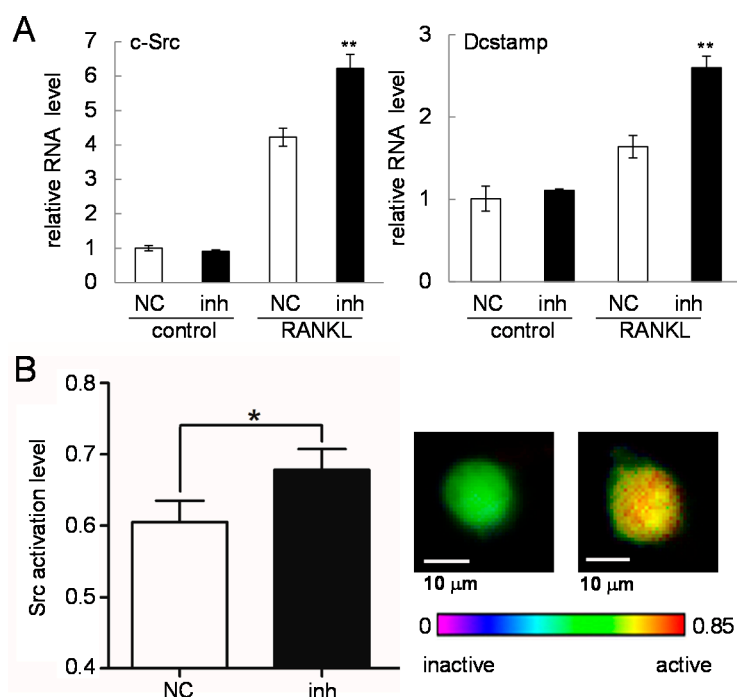 A
c-Src
relative RNA level
7
6
5
4
3
2
1
0
**
NC inh NC inh
control RANKL
Dcstamp
relative RNA level
3
2
1
0
**
NC inh NC inh
control RANKL
B
Src activation level
0.8
0.7
0.6
0.5
0.4
*
NC inh
10 μm
10 μm
0 0.85
inactive active